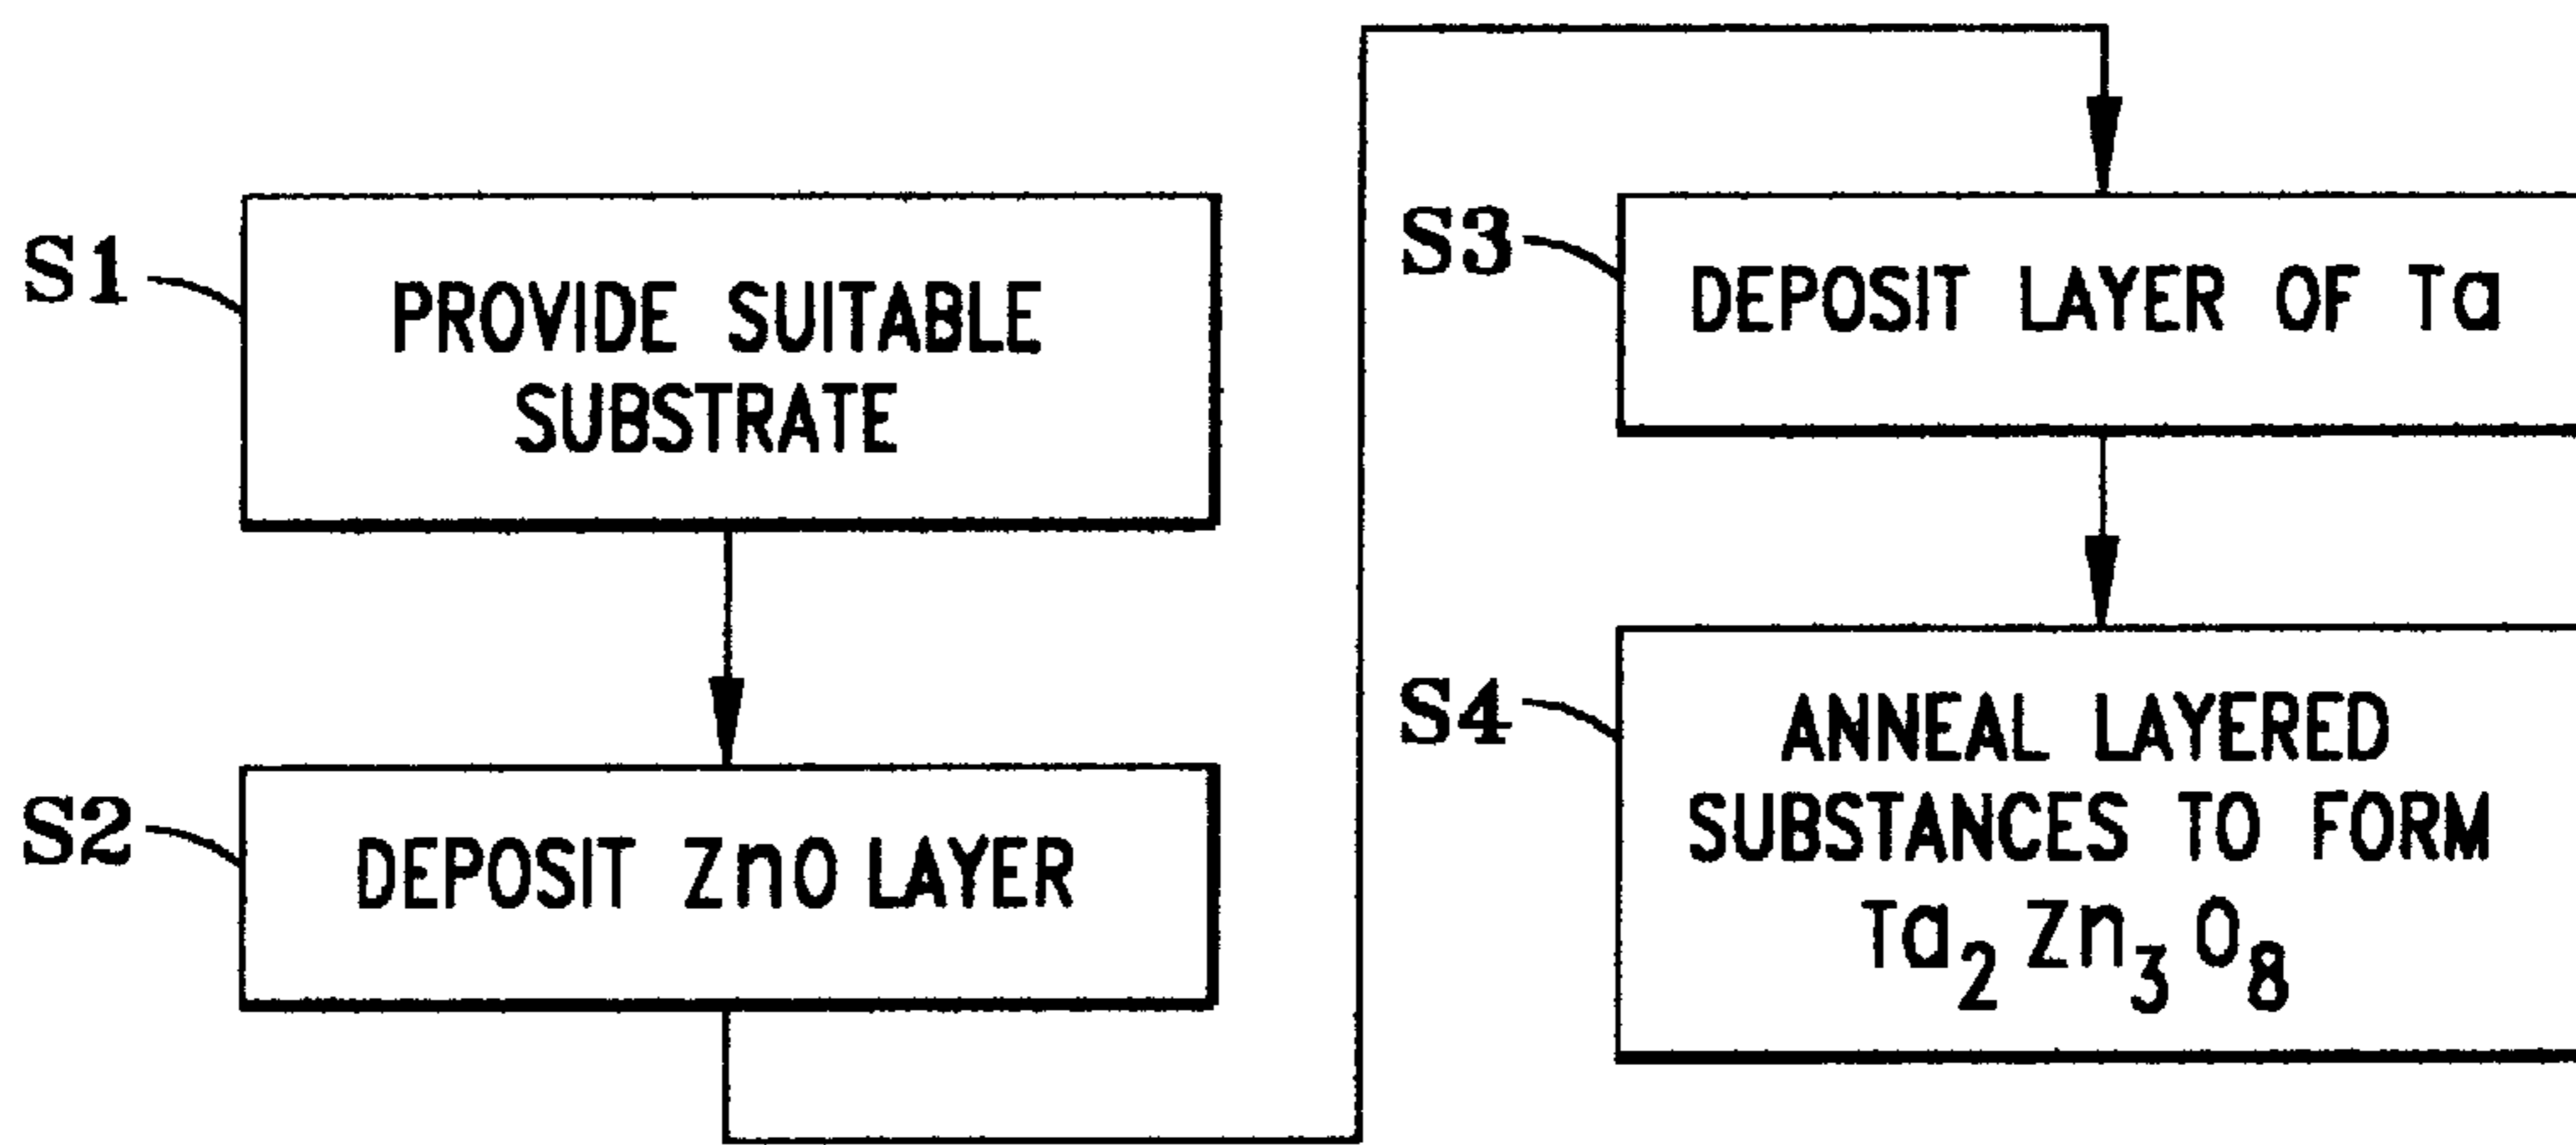 S1
PROVIDE SUITABLE
SUBSTRATE
S2
DEPOSIT ZnO LAYER
S3
DEPOSIT LAYER OF Ta
S4
ANNEAL LAYERED
SUBSTANCES TO FORM
Ta₂ Zn₃ O₈